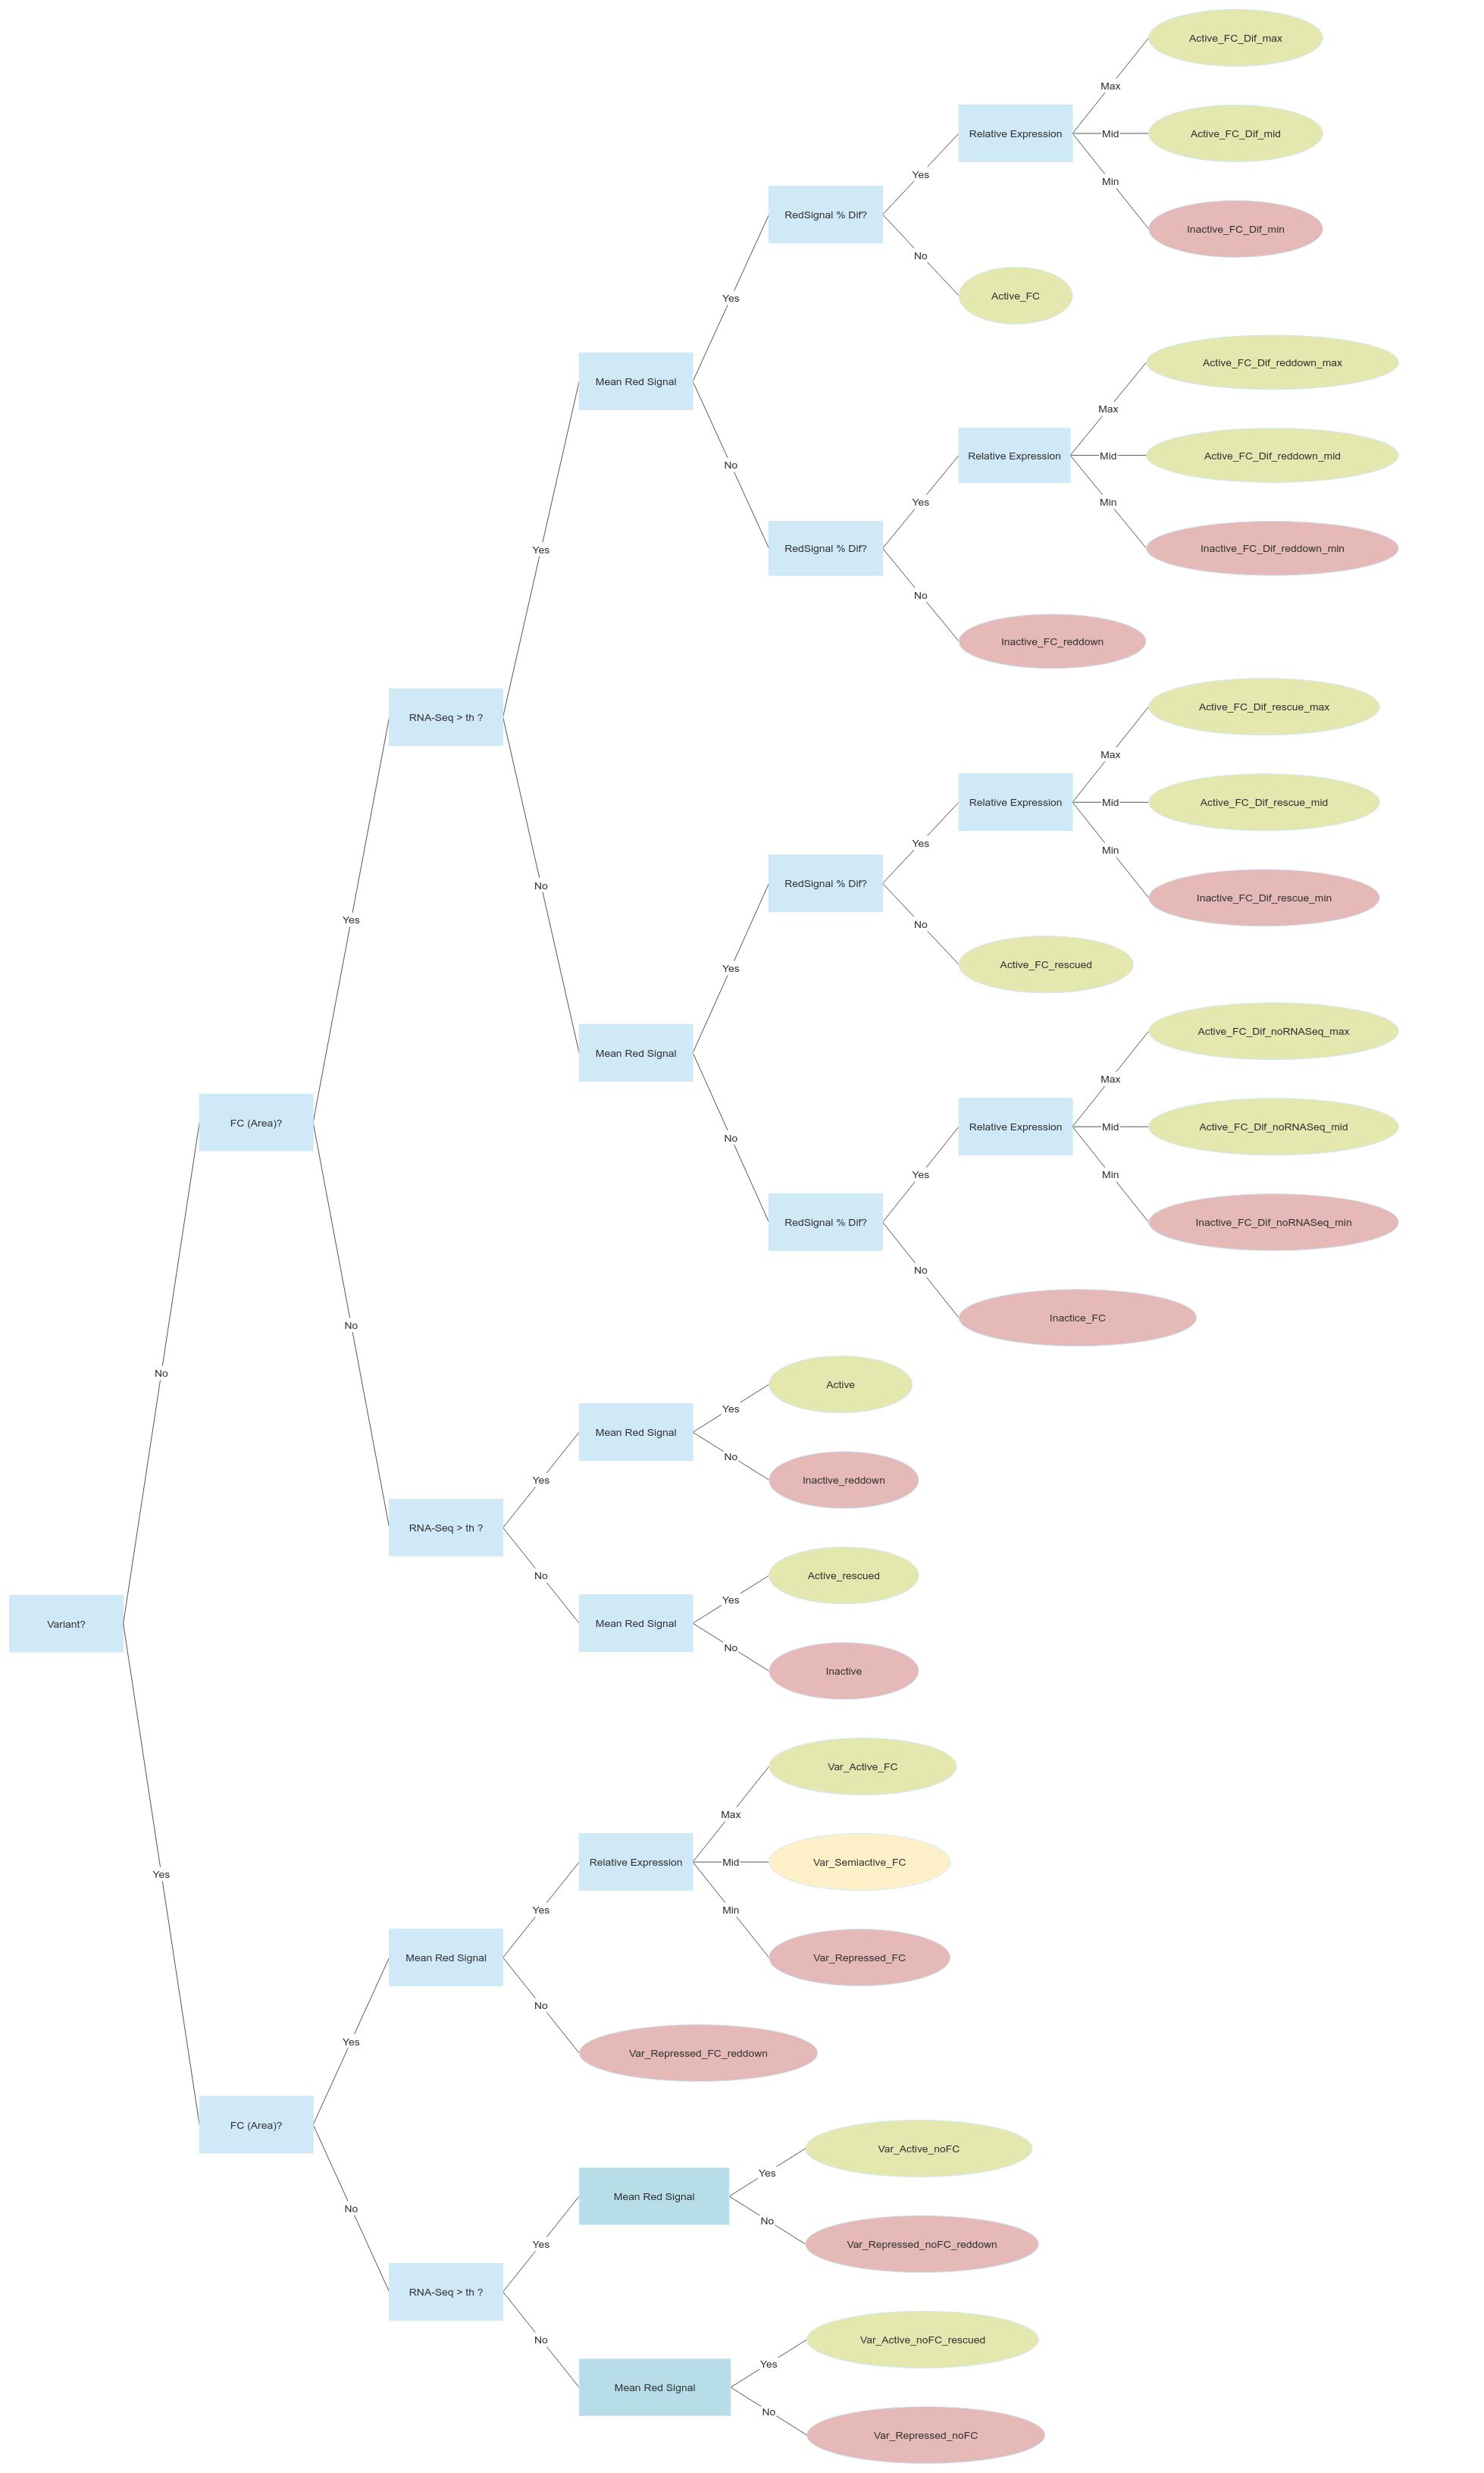 Active_FC_Dif_max
Max
Relative Expression
Mid
Active_FC_Dif_mid
Yes
Min
RedSignal % Dif?
Inactive_FC_Dif_min
No
Active_FC
Yes
Mean Red Signal
Active_FC_Dif_reddown_max
Max
Relative Expression
Mid
Active_FC_Dif_reddown_mid
No
Yes
Min
RedSignal % Dif?
Inactive_FC_Dif_reddown_min
Yes
No
Inactive_FC_reddown
RNA-Seq > th ?
Active_FC_Dif_rescue_max
Max
Relative Expression
Mid
Active_FC_Dif_rescue_mid
Yes
Min
RedSignal % Dif?
No
Inactive_FC_Dif_rescue_min
Yes
No
Active_FC_rescued
Yes
Mean Red Signal
Active_FC_Dif_noRNASeq_max
Max
FC (Area)?
Relative Expression
Mid
Active_FC_Dif_noRNASeq_mid
No
Yes
Min
RedSignal % Dif?
Inactive_FC_Dif_noRNASeq_min
No
Inactice_FC
No
No
Active
Yes
Mean Red Signal
No
Inactive_reddown
Yes
RNA-Seq > th ?
No
Active_rescued
Yes
Variant?
Mean Red Signal
No
Inactive
Var_Active_FC
Max
Relative Expression
Mid
Var_Semiactive_FC
Yes
Yes
Min
Mean Red Signal
Var_Repressed_FC
No
Yes
Var_Repressed_FC_reddown
FC (Area)?
Var_Active_noFC
Yes
Mean Red Signal
No
No
Yes
Var_Repressed_noFC_reddown
RNA-Seq > th ?
No
Var_Active_noFC_rescued
Yes
Mean Red Signal
No
Var_Repressed_noFC